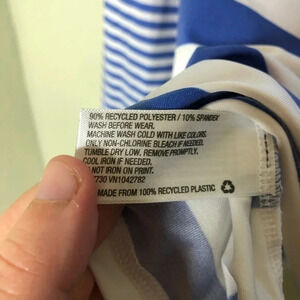 90% RECYCLED POLYESTER / 10% SPANDEX
WASH BEFORE WEAR.
MACHINE WASH COLD WITH LIKE COLORS.
ONLY NON-CHLORINE BLEACH IF NEEDED.
TUMBLE DRY LOW. REMOVE PROMPTLY.
COOL IRON IF NEEDED.
NOT IRON ON PRINT.
730 VN1042782
MADE FROM 100% RECYCLED PLASTIC